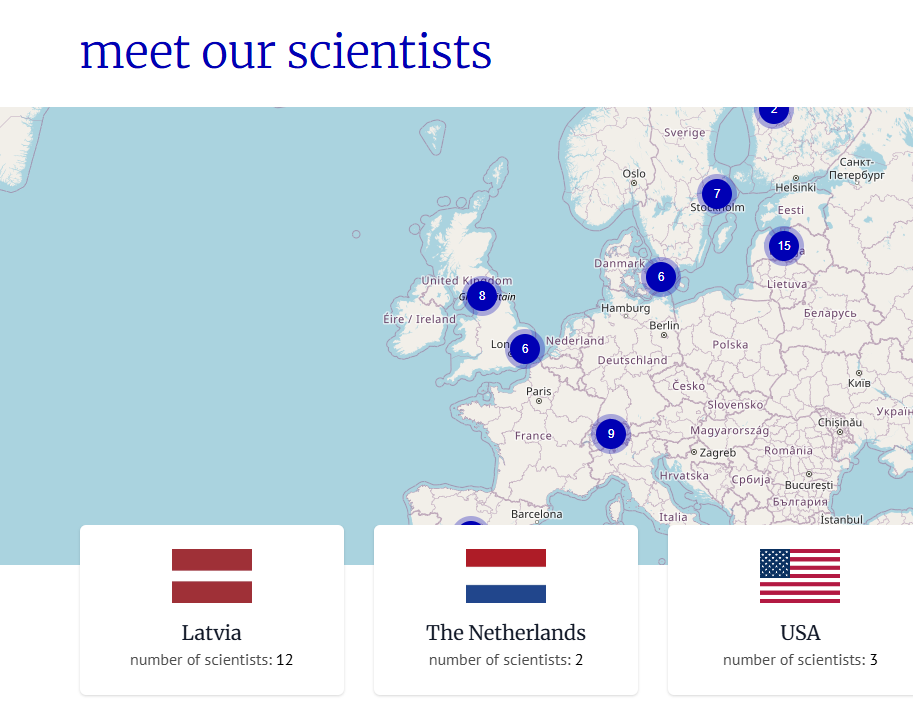 meet our scientists
2
Sverige
Санкт-
Петербург
Oslo
Helsinki
7
Stockholm
Eesti
15
Danmark
6
United Kingdom
Lietuva
8
Hamburg
Беларусь
Éire / Ireland
Berlin
Nederland
Polska
6
Deutschland
Paris
Česko
Київ
Slovensko
Chișinău
France
9
Magyarország
Zagreb
România
Hrvatska
Србија
București
България
Barcelona
Italia
İstanbul
Latvia
number of scientists: 12
The Netherlands
number of scientists: 2
USA
number of scientists: 3